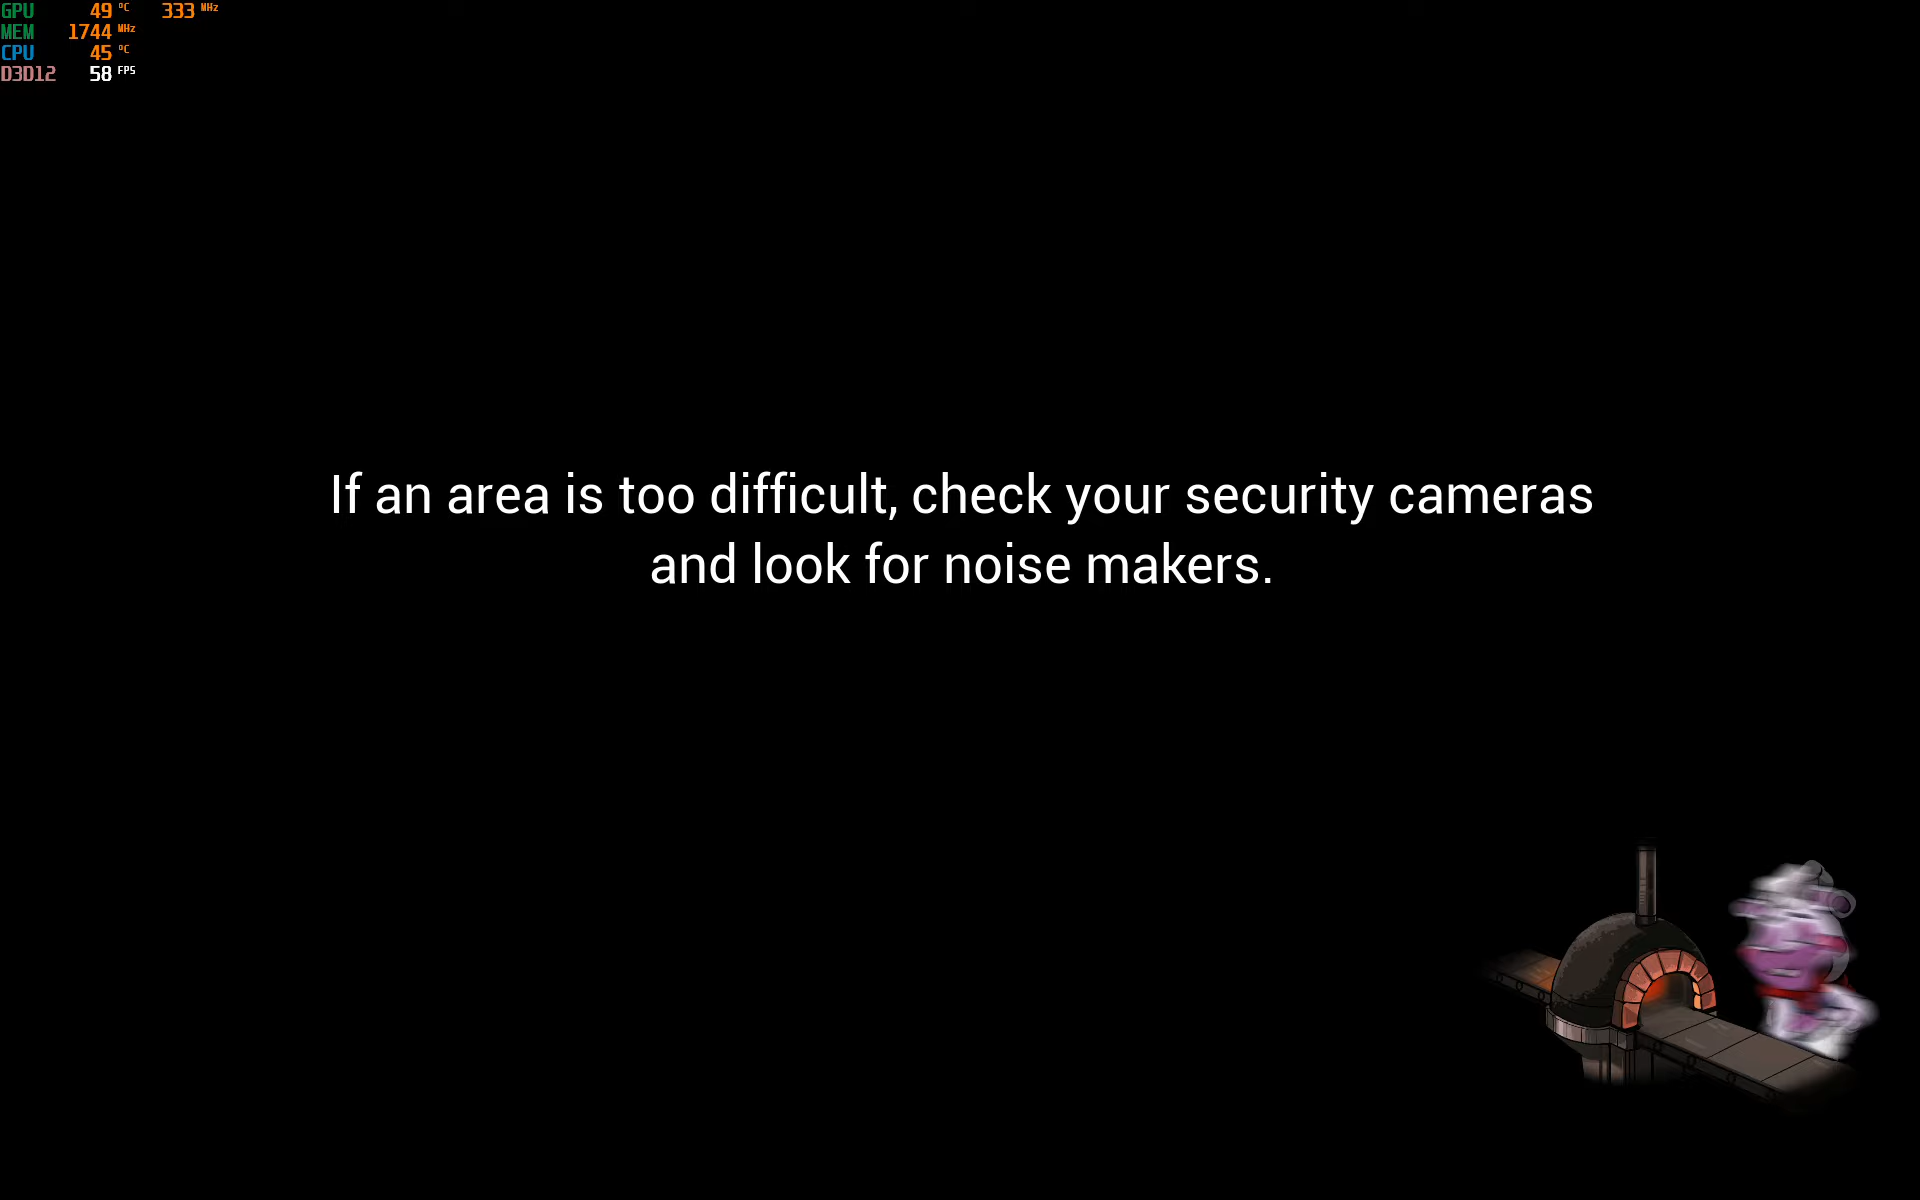 GPU 49 °C 333 MHz
MEM 1744 MHz
CPU 45 °C
D3D12 58 FPS
If an area is too difficult, check your security cameras
and look for noise makers.